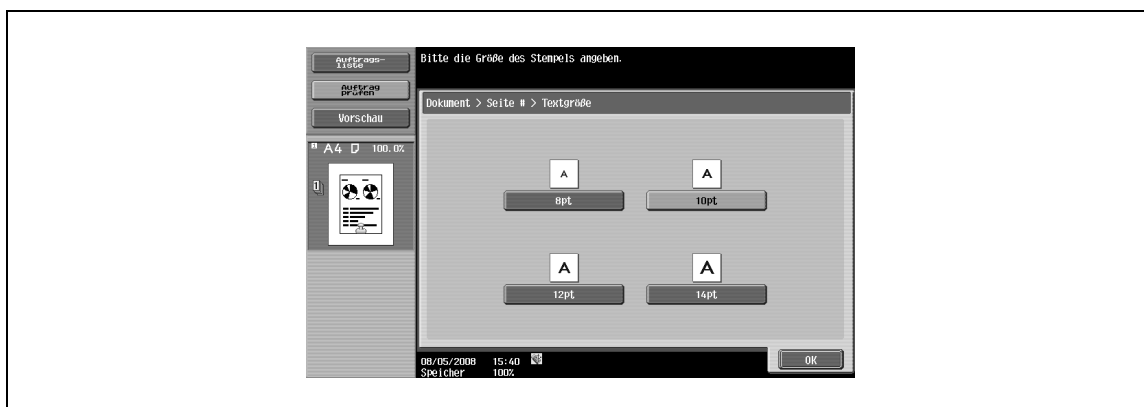 Auftrags-
liste
Auftrag
prüfen
Vorschau
A4 100.0%
1
Bitte die Größe des Stempels angeben.
Dokument > Seite # > Textgröße
A A
8pt 10pt
A A
12pt 14pt
08/05/2008 15:40
Speicher 100%
OK